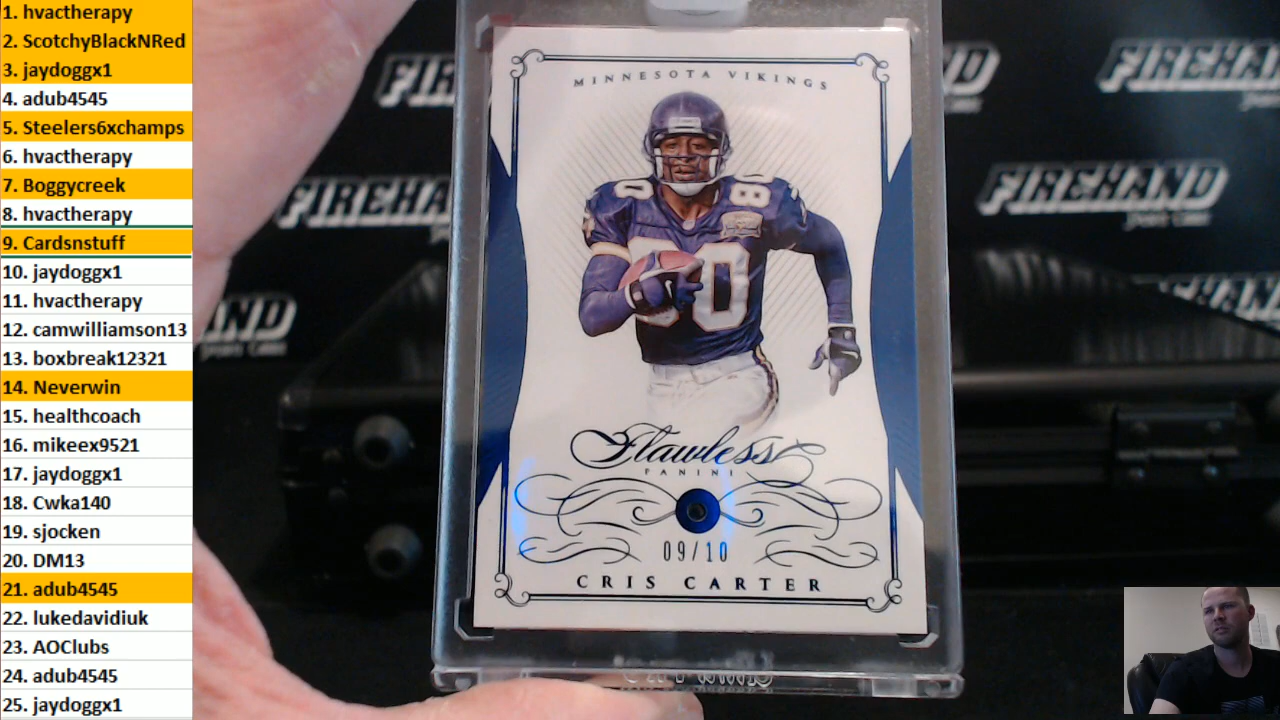 1. hvactherapy
2. ScotchyBlackNRed
3. jaydoggx1
4. adub4545
5. Steelers6xchamps
6. hvactherapy
7. Boggycreek
8. hvactherapy
9. Cardsnstuff
10. jaydoggx1
11. hvactherapy
12. camwilliamson13
13. boxbreak12321
14. Neverwin
15. healthcoach
16. mikeex9521
17. jaydoggx1
18. Cwka140
19. sjocken
20. DM13
21. adub4545
22. lukedavidiuk
23. AOClubs
24. adub4545
25. jaydoggx1
MINNESOTA VIKINGS
80
80
Flawless
PANINI
09/10
CRIS CARTER
FIREHAND